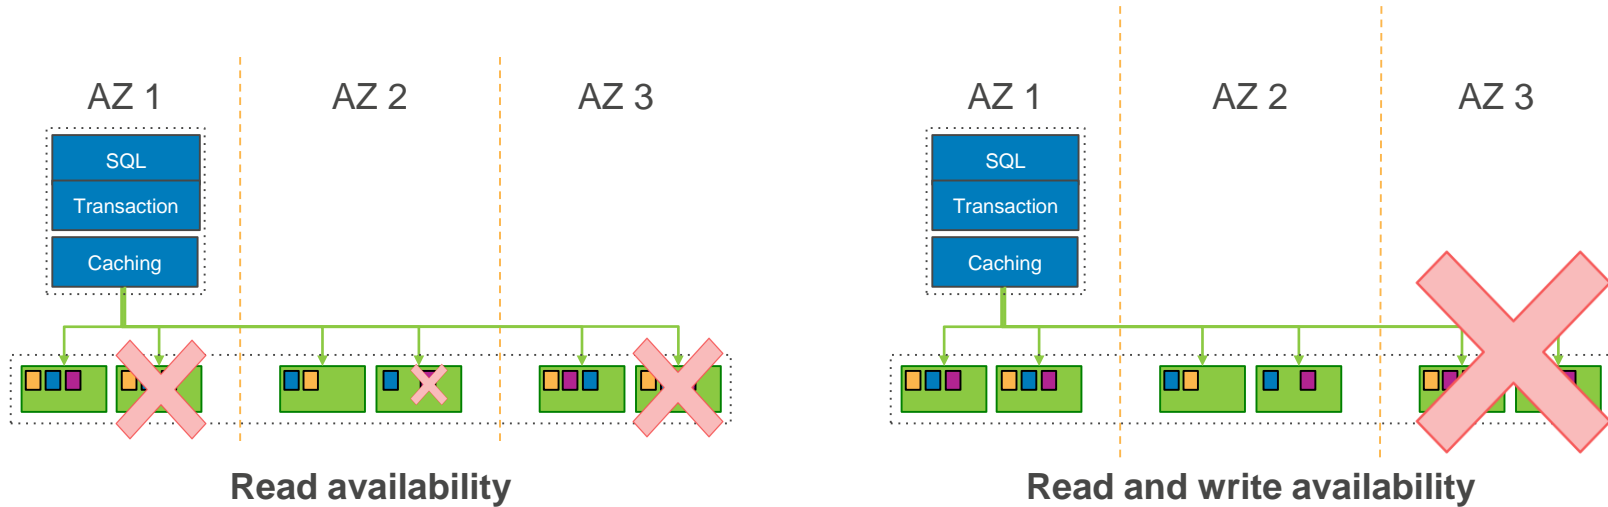 AZ 1
AZ 2
AZ 3
SQL
Transaction
Caching
Read availability
AZ 1
AZ 2
AZ 3
SQL
Transaction
Caching
Read and write availability